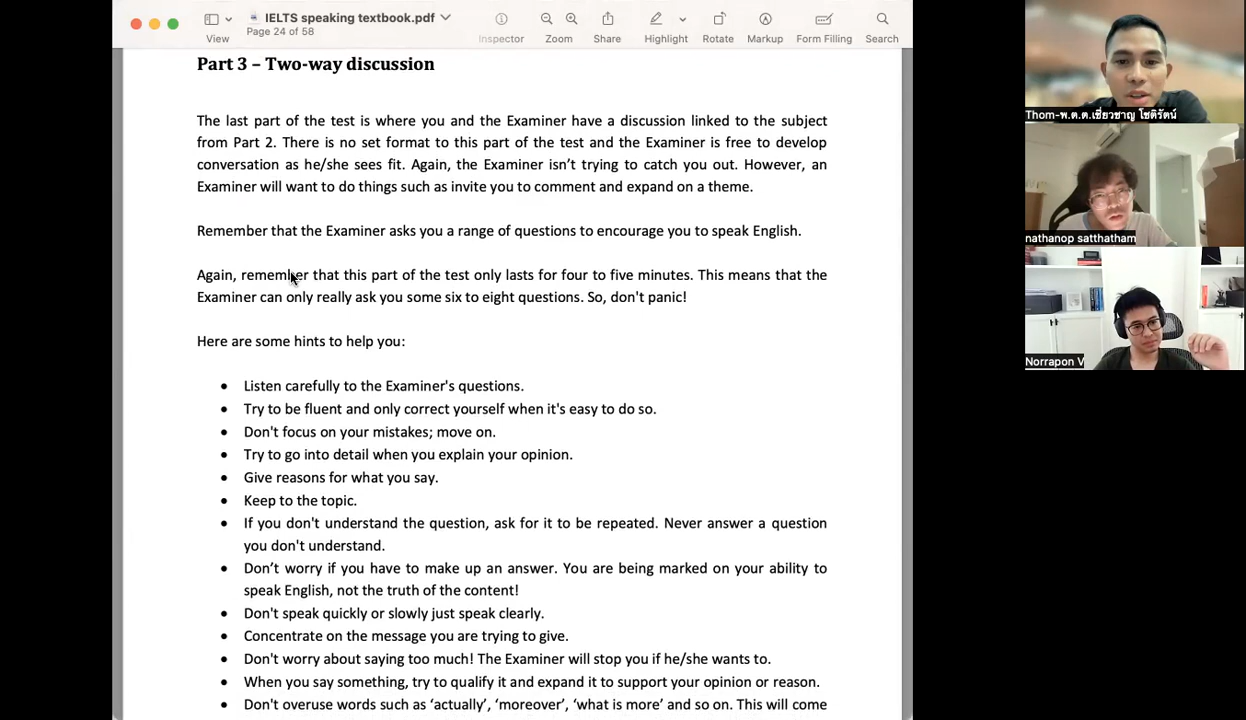 IELTS speaking textbook.pdf
Page 24 of 58
View
Inspector
Zoom
Share
Highlight
Rotate
Markup
Form Filling
Search
Part 3 – Two-way discussion
The last part of the test is where you and the Examiner have a discussion linked to the subject
from Part 2. There is no set format to this part of the test and the Examiner is free to develop
conversation as he/she sees fit. Again, the Examiner isn’t trying to catch you out. However, an
Examiner will want to do things such as invite you to comment and expand on a theme.
Remember that the Examiner asks you a range of questions to encourage you to speak English.
Again, remember that this part of the test only lasts for four to five minutes. This means that the
Examiner can only really ask you some six to eight questions. So, don't panic!
Here are some hints to help you:
• Listen carefully to the Examiner's questions.
• Try to be fluent and only correct yourself when it's easy to do so.
• Don't focus on your mistakes; move on.
• Try to go into detail when you explain your opinion.
• Give reasons for what you say.
• Keep to the topic.
• If you don't understand the question, ask for it to be repeated. Never answer a question
you don't understand.
• Don’t worry if you have to make up an answer. You are being marked on your ability to
speak English, not the truth of the content!
• Don't speak quickly or slowly just speak clearly.
• Concentrate on the message you are trying to give.
• Don't worry about saying too much! The Examiner will stop you if he/she wants to.
• When you say something, try to qualify it and expand it to support your opinion or reason.
• Don't overuse words such as ‘actually’, ‘moreover’, ‘what is more’ and so on. This will come
Thom-พ.ต.ต.เชี่ยวชาญ โชติรัตน์
nathanop satthatham
Norrapon V